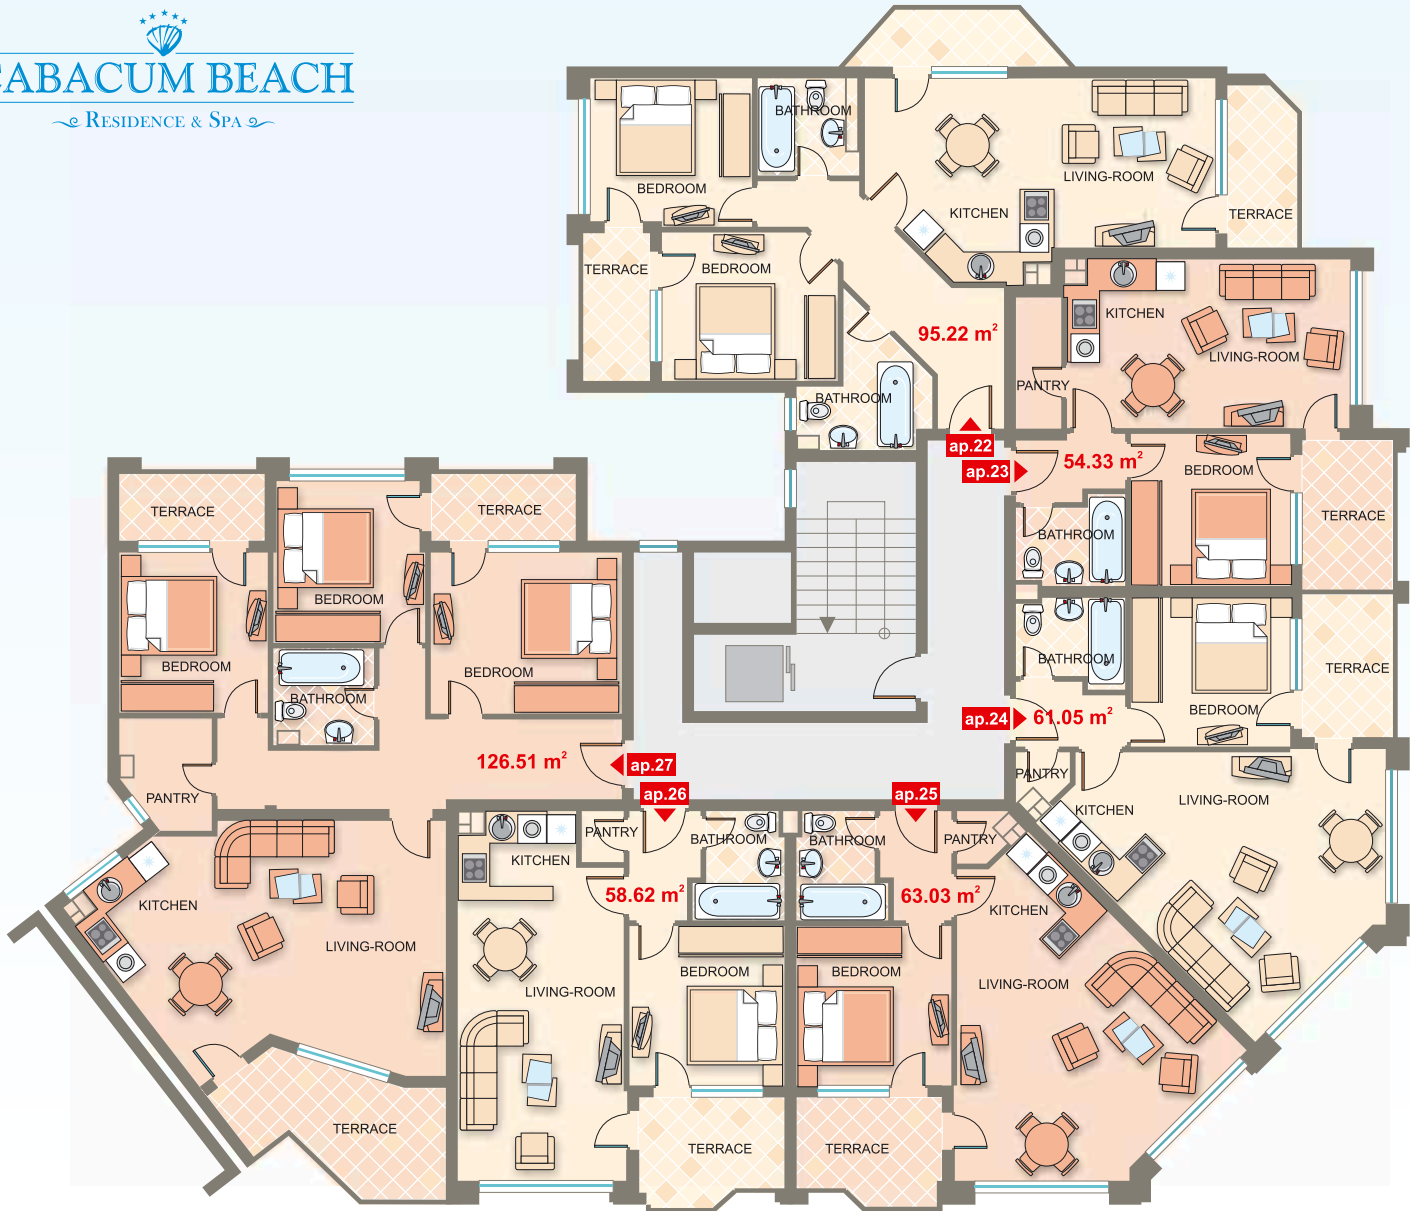 CABACUM BEACH
RESIDENCE & SPA
BEDROOM
BATHROOM
KITCHEN
LIVING-ROOM
TERRACE
TERRACE
BEDROOM
BATHROOM
95.22 m²
ap.22
KITCHEN
LIVING-ROOM
PANTRY
ap.23
54.33 m²
BEDROOM
TERRACE
BATHROOM
BATHROOM
TERRACE
BEDROOM
ap.24
61.05 m²
PANTRY
KITCHEN
LIVING-ROOM
TERRACE
TERRACE
BEDROOM
BEDROOM
BEDROOM
BATHROOM
126.51 m²
ap.27
PANTRY
KITCHEN
LIVING-ROOM
TERRACE
ap.26
PANTRY
BATHROOM
KITCHEN
58.62 m²
BEDROOM
LIVING-ROOM
TERRACE
ap.25
BATHROOM
PANTRY
63.03 m²
KITCHEN
BEDROOM
LIVING-ROOM
TERRACE